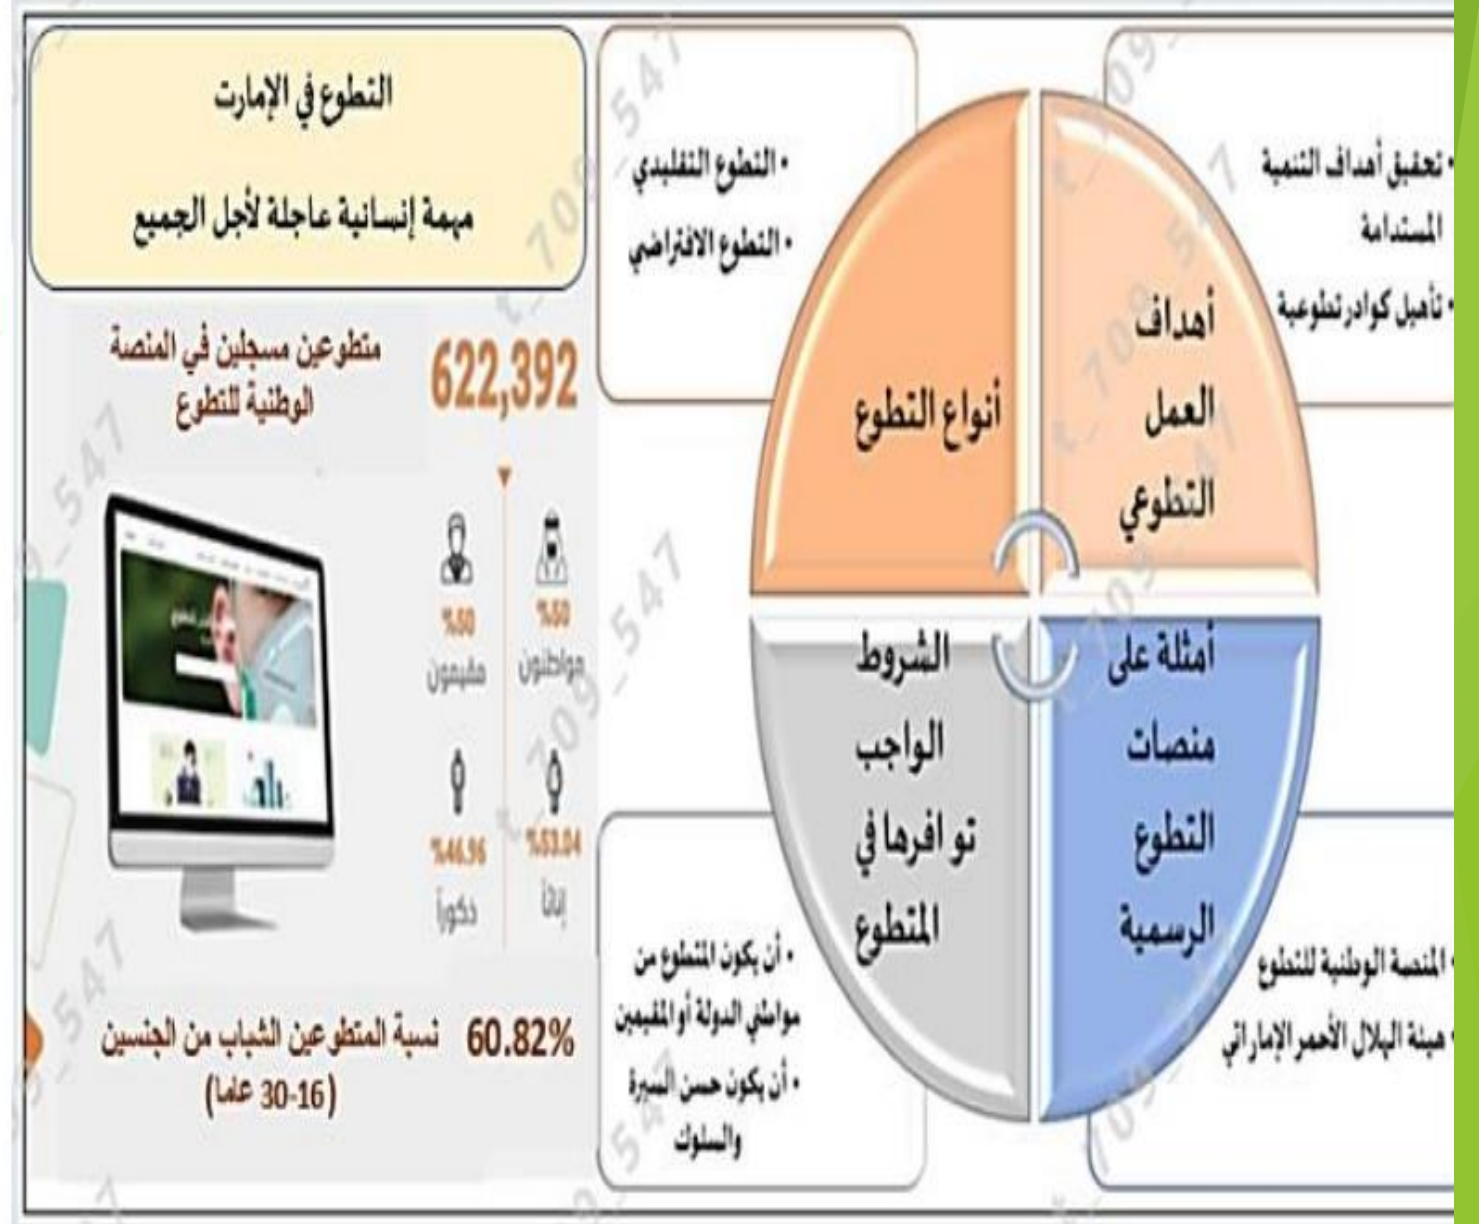 التطوع في الإمارت
مهمة إنسانية عاجلة لأجل الجميع
622,392
متطوعين مسجلين في المنصة
الوطنية للتطوع
%50
مواطنون
%50
مقيمون
%53.04
إناثاً
%46.96
ذكوراً
60.82% نسبة المتطوعين الشباب من الجنسين
(30-16 عاما)
• تحقيق أهداف التنمية
المستدامة
• تأهيل كوادر تطوعية
أهداف
العمل
التطوعي
• التطوع التقليدي
• التطوع الافتراضي
أنواع التطوع
أمثلة على
منصات
التطوع
الرسمية
• المنصة الوطنية للتطوع
• هيئة الهلال الأحمر الإماراتي
الشروط
الواجب
توافرها في
المتطوع
• أن يكون المتطوع من
مواطني الدولة أو المقيمين
• أن يكون حسن السيرة
والسلوك
t_709_547